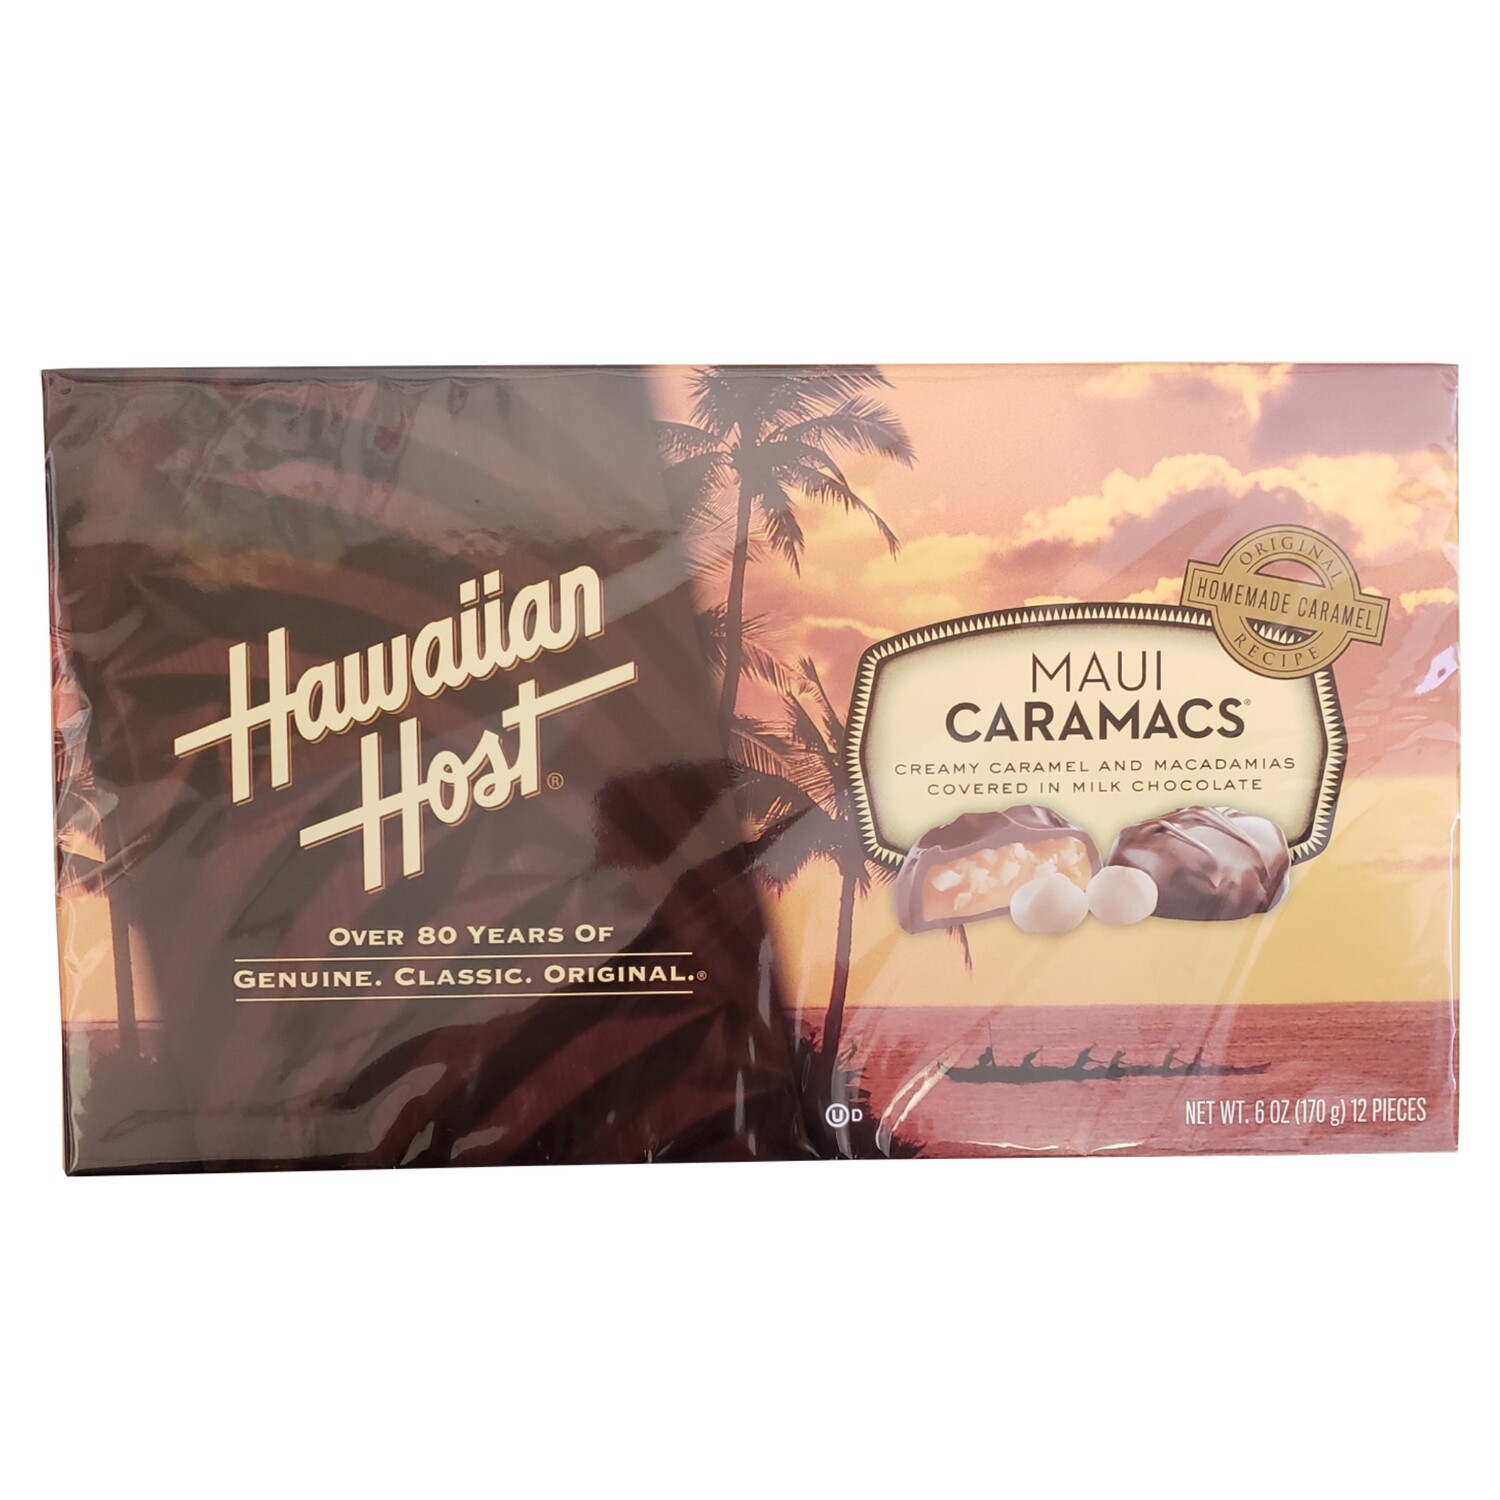 Hawaiian
Host®
OVER 80 YEARS OF
GENUINE. CLASSIC. ORIGINAL.®
ORIGINAL
HOMEMADE CARAMEL
RECIPE
MAUI
CARAMACS®
CREAMY CARAMEL AND MACADAMIAS
COVERED IN MILK CHOCOLATE
U D
NET WT. 6 OZ (170 g) 12 PIECES